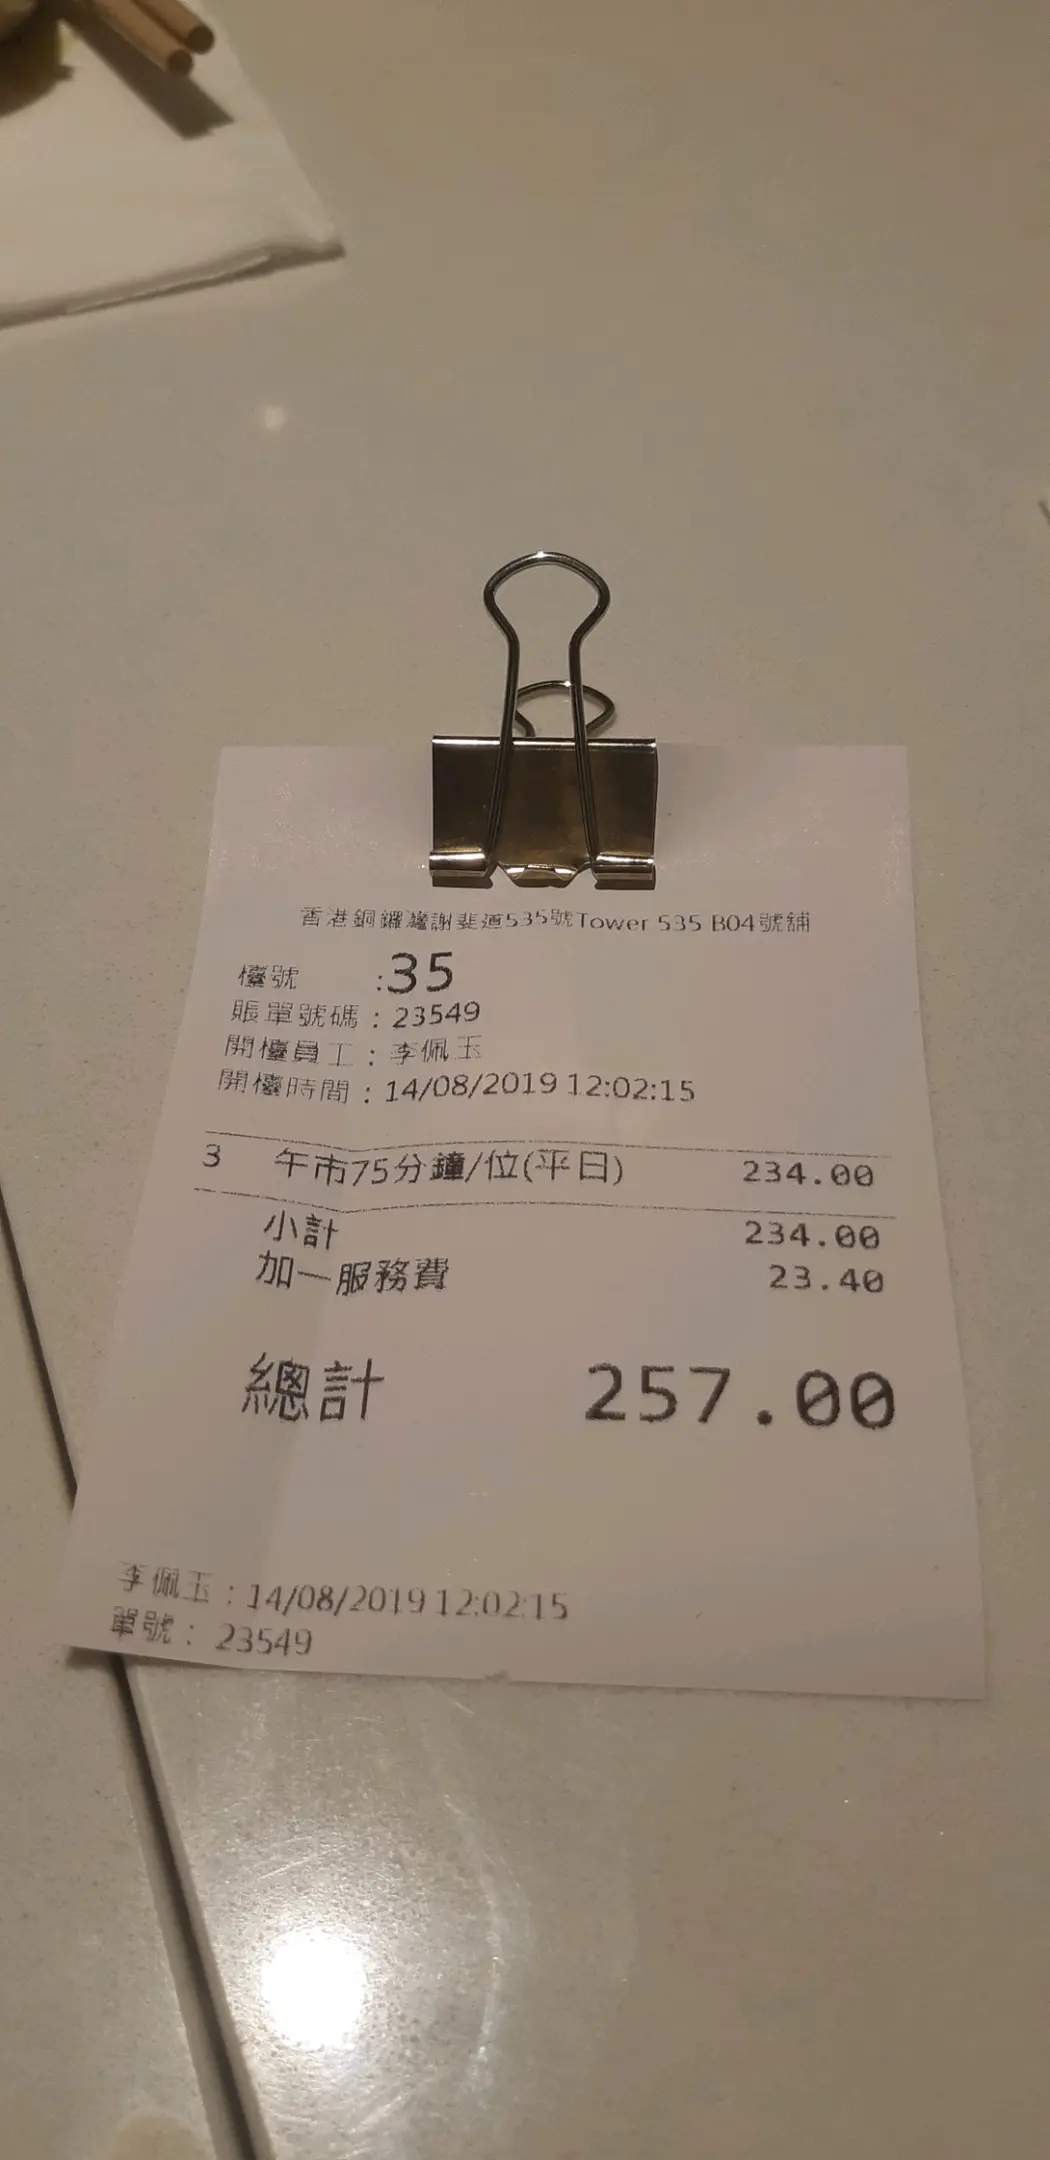 香港銅鑼灣謝斐道535號Tower 535 B04號舖
檯號 :35
賬單號碼：23549
開檯員工：李佩玉
開檯時間：14/08/2019 12:02:15
3 午市75分鐘/位(平日) 234.00
小計 234.00
加一服務費 23.40
總計 257.00
李佩玉：14/08/2019 12:02:15
單號： 23549